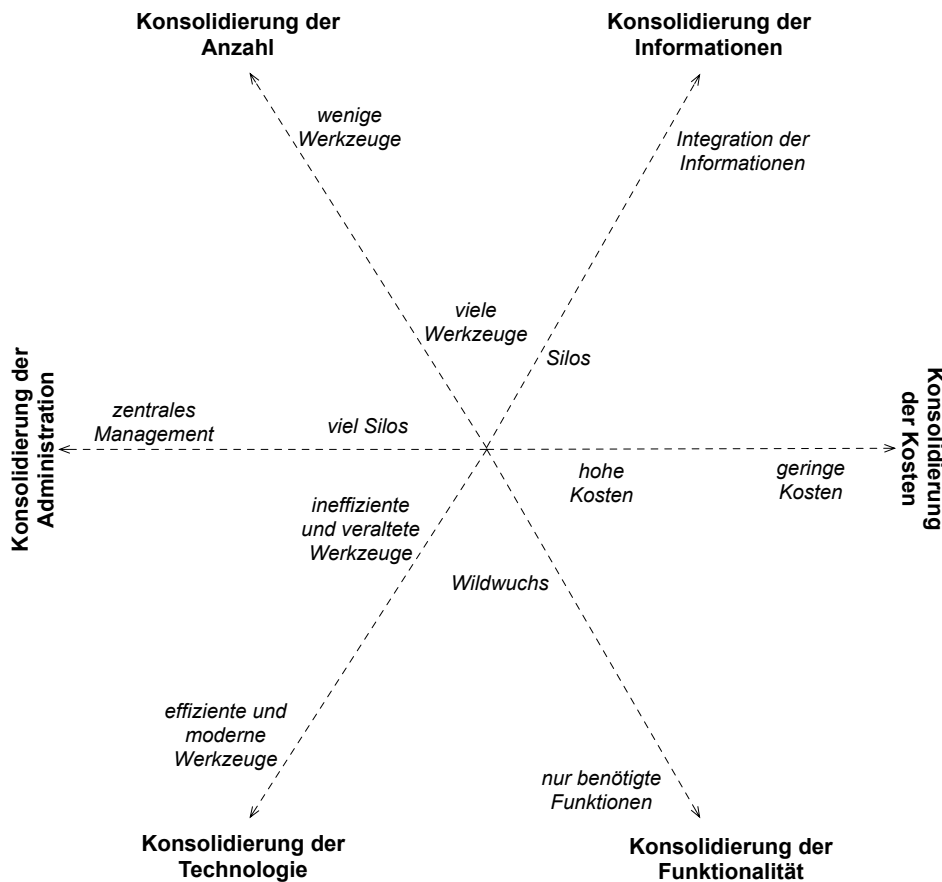 Konsolidierung der
Anzahl
Konsolidierung der
Informationen
wenige
Werkzeuge
Integration der
Informationen
viele
Werkzeuge
Silos
Konsolidierung der
Administration
zentrales
Management
viel Silos
hohe
Kosten
geringe
Kosten
Konsolidierung
der Kosten
ineffiziente
und veraltete
Werkzeuge
Wildwuchs
effiziente und
moderne
Werkzeuge
nur benötigte
Funktionen
Konsolidierung der
Technologie
Konsolidierung der
Funktionalität